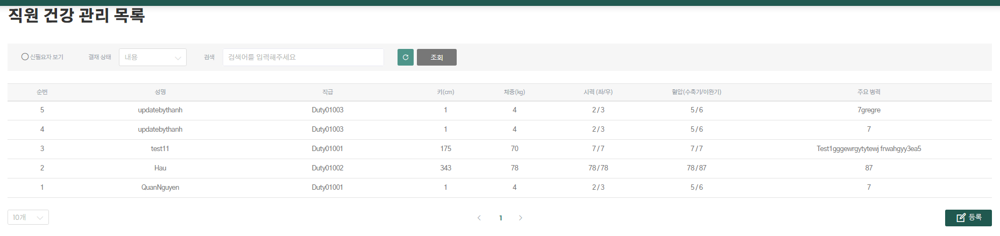 직원 건강 관리 목록
신필요자 보기 결재 상태 내용 검색 검색어를 입력해주세요 조회
순번 성명 직급 키(cm) 체중(kg) 시력 (좌/우) 혈압(수축기/이완기) 주요 병력
5 updatebythanh Duty01003 1 4 2 / 3 5 / 6 7gregre
4 updatebythanh Duty01003 1 4 2 / 3 5 / 6 7
3 test11 Duty01001 175 70 7 / 7 7 / 7 Test1gggewrgytytewj frwahgyy3ea5
2 Hau Duty01002 343 78 78 / 78 78 / 87 87
1 QuanNguyen Duty01001 1 4 2 / 3 5 / 6 7
10개 1 등록